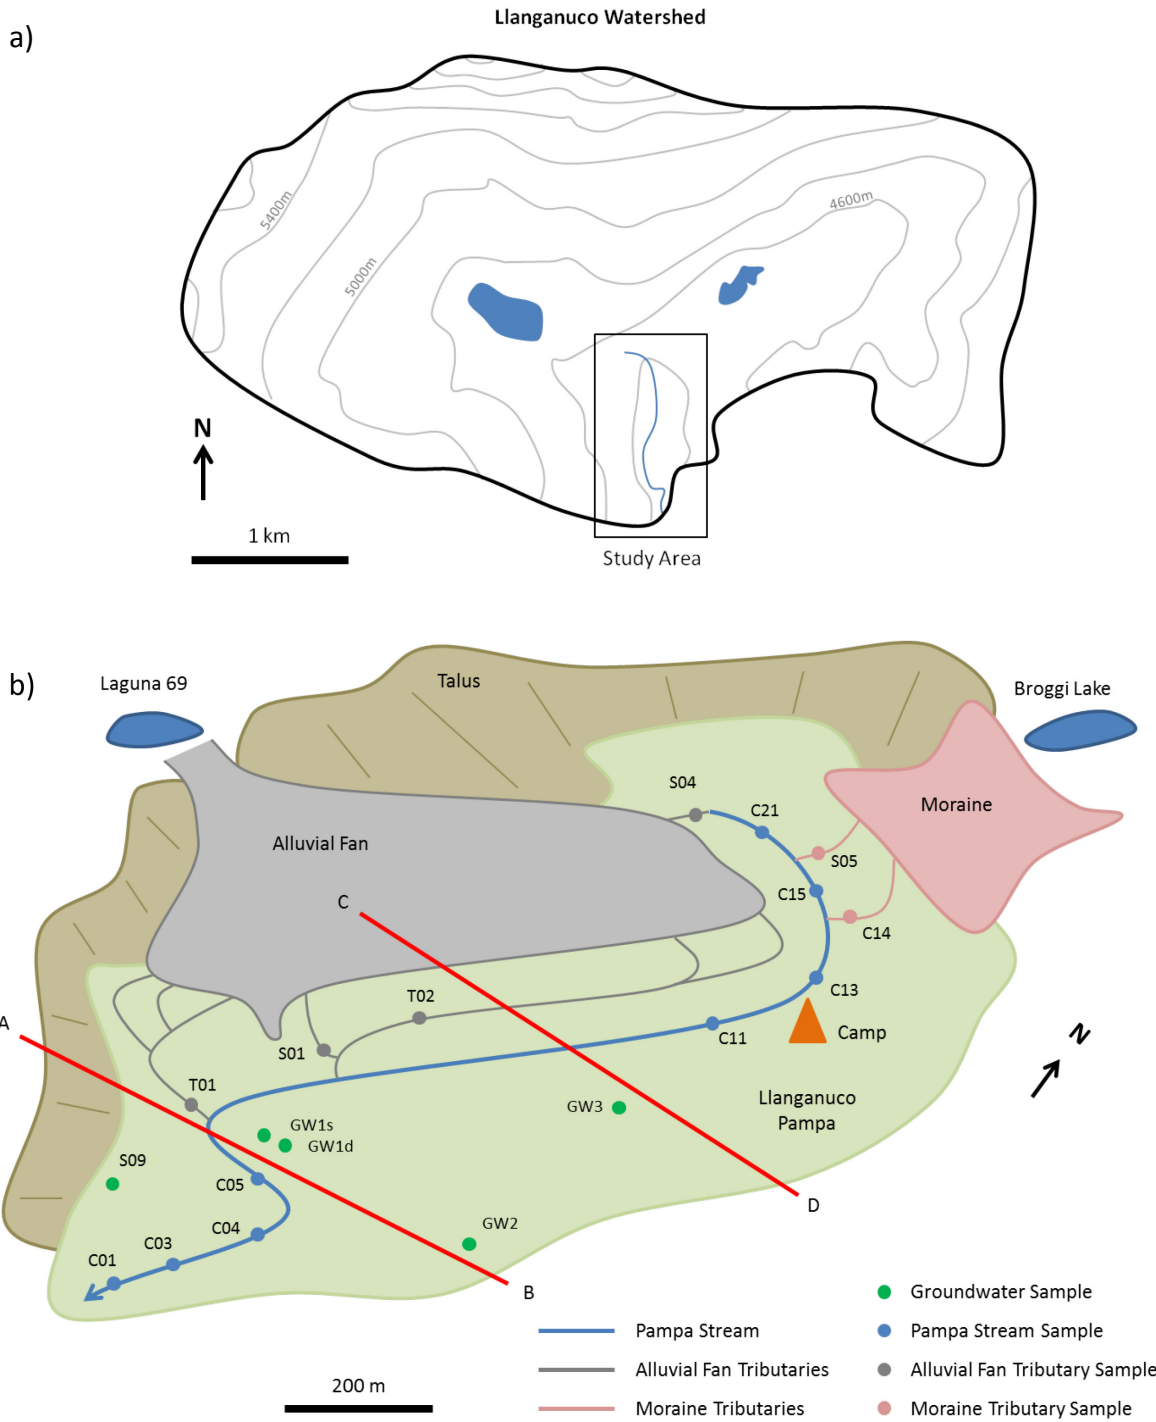 Llanganuco Watershed
a)
5400m
5000m
4600m
N
1 km
Study Area
b)
Laguna 69
Talus
Broggi Lake
S04
C21
Moraine
Alluvial Fan
S05
C15
C
C14
C13
T02
A
C11
Camp
N
S01
T01
Llanganuco
Pampa
GW3
GW1s
GW1d
S09
C05
D
C04
GW2
C03
C01
B
Groundwater Sample
Pampa Stream
Pampa Stream Sample
Alluvial Fan Tributaries
Alluvial Fan Tributary Sample
200 m
Moraine Tributaries
Moraine Tributary Sample